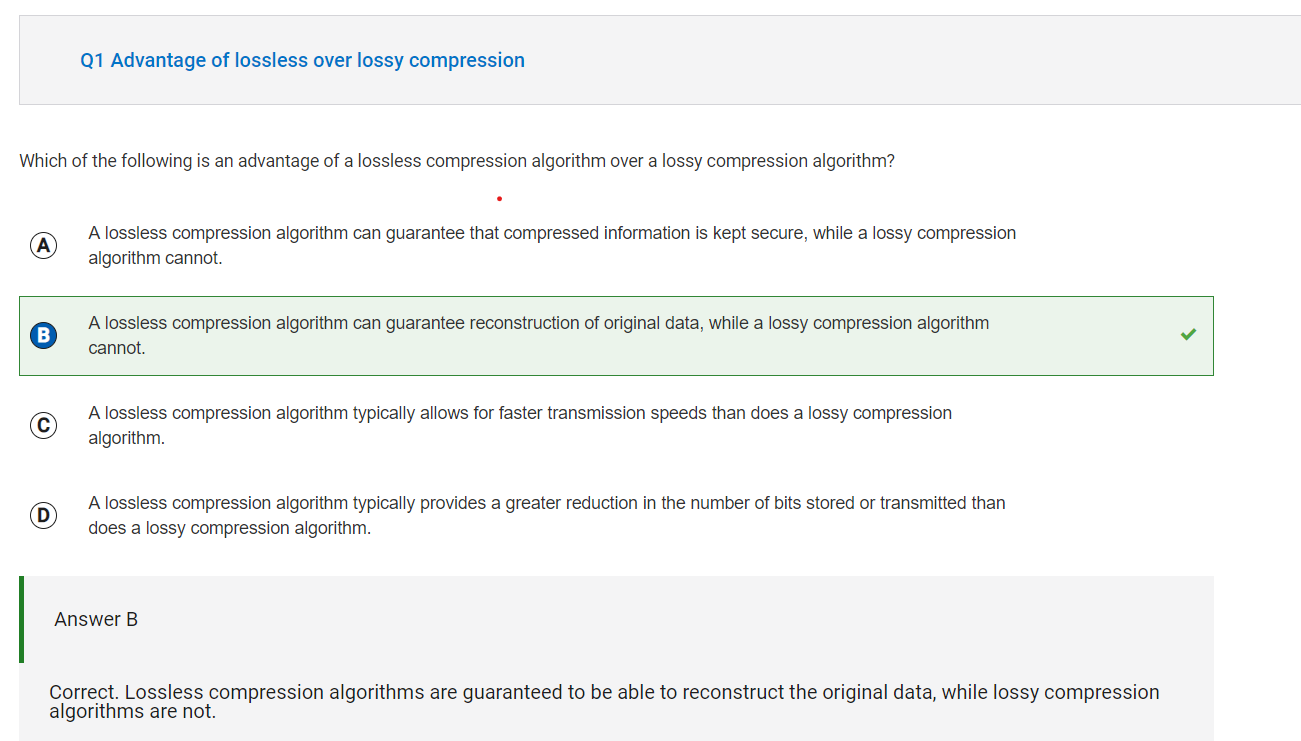 Q1 Advantage of lossless over lossy compression
Which of the following is an advantage of a lossless compression algorithm over a lossy compression algorithm?
A
A lossless compression algorithm can guarantee that compressed information is kept secure, while a lossy compression
algorithm cannot.
B
A lossless compression algorithm can guarantee reconstruction of original data, while a lossy compression algorithm
cannot.
C
A lossless compression algorithm typically allows for faster transmission speeds than does a lossy compression
algorithm.
D
A lossless compression algorithm typically provides a greater reduction in the number of bits stored or transmitted than
does a lossy compression algorithm.
Answer B
Correct. Lossless compression algorithms are guaranteed to be able to reconstruct the original data, while lossy compression
algorithms are not.